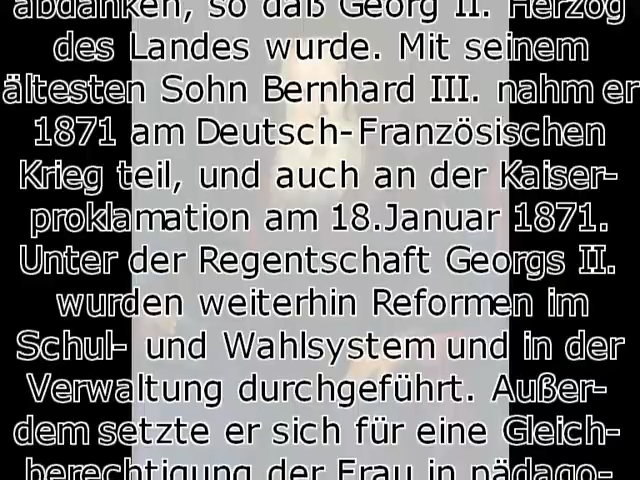 abdanken, so daß Georg II. Herzog
des Landes wurde. Mit seinem
ältesten Sohn Bernhard III. nahm er
1871 am Deutsch-Französischen
Krieg teil, und auch an der Kaiser-
proklamation am 18.Januar 1871.
Unter der Regentschaft Georgs II.
wurden weiterhin Reformen im
Schul- und Wahlsystem und in der
Verwaltung durchgeführt. Außer-
dem setzte er sich für eine Gleich-
berechtigung der Frau in pädago-